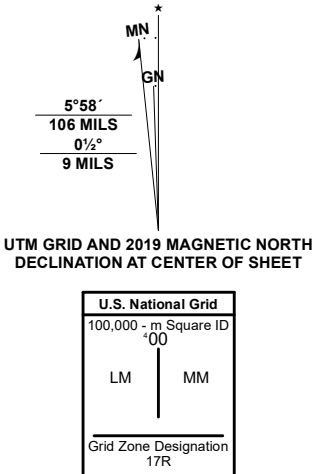 ★
MN
GN
5°58´
106 MILS
0½°
9 MILS
UTM GRID AND 2019 MAGNETIC NORTH
DECLINATION AT CENTER OF SHEET
U.S. National Grid
100,000 - m Square ID
⁴00
LM MM
Grid Zone Designation
17R